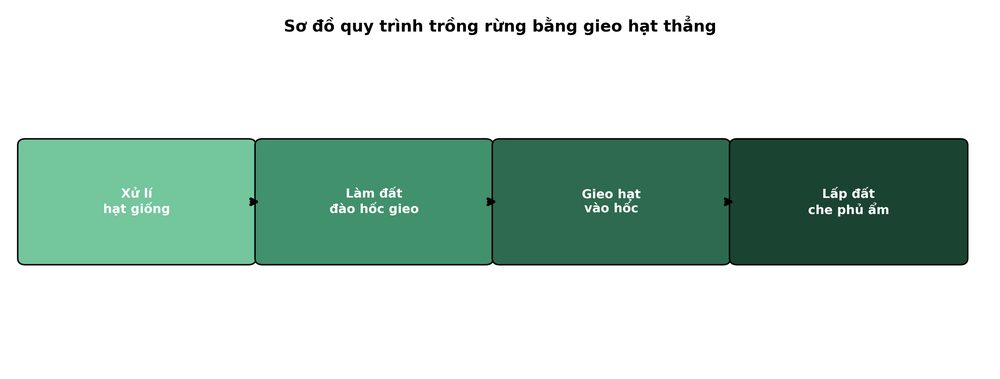 Sơ đồ quy trình trồng rừng bằng gieo hạt thẳng
Xử lí
hạt giống
Làm đất
đào hốc gieo
Gieo hạt
vào hốc
Lấp đất
che phủ ẩm